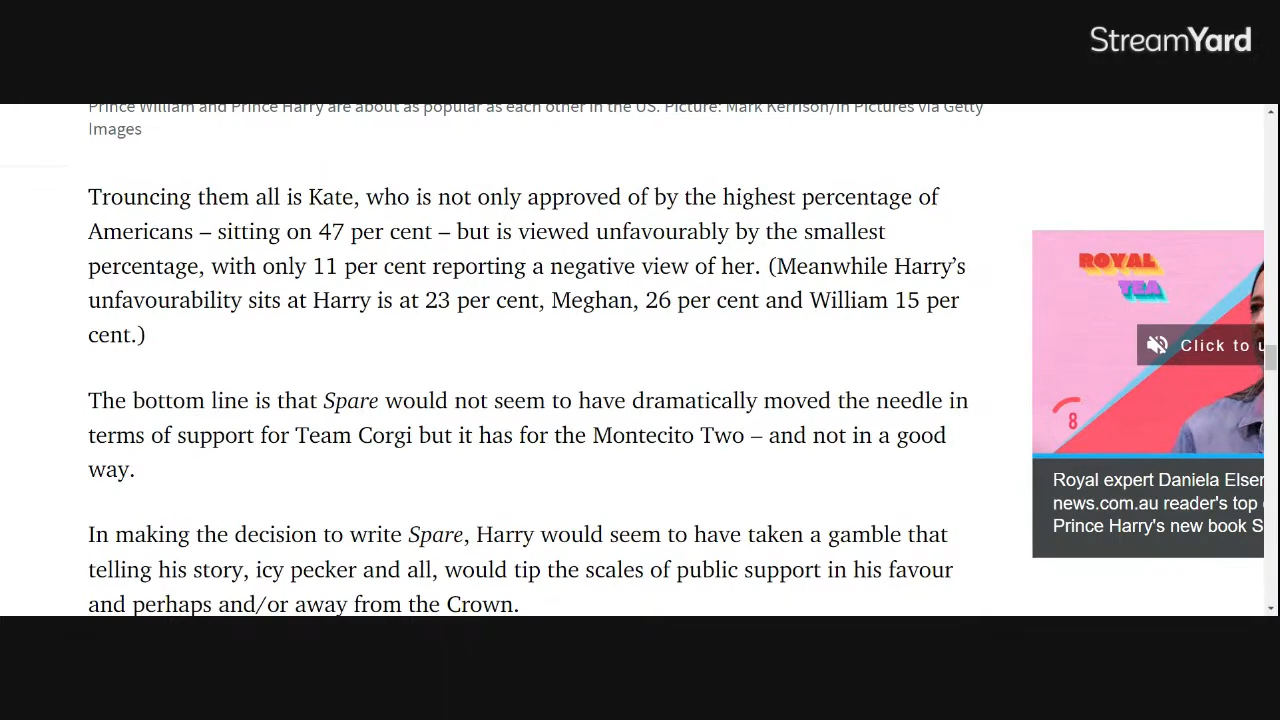 StreamYard
Prince William and Prince Harry are about as popular as each other in the US. Picture: Mark Kerrison/In Pictures via Getty
Images
Trouncing them all is Kate, who is not only approved of by the highest percentage of
Americans – sitting on 47 per cent – but is viewed unfavourably by the smallest
percentage, with only 11 per cent reporting a negative view of her. (Meanwhile Harry’s
unfavourability sits at Harry is at 23 per cent, Meghan, 26 per cent and William 15 per
cent.)
The bottom line is that Spare would not seem to have dramatically moved the needle in
terms of support for Team Corgi but it has for the Montecito Two – and not in a good
way.
In making the decision to write Spare, Harry would seem to have taken a gamble that
telling his story, icy pecker and all, would tip the scales of public support in his favour
and perhaps and/or away from the Crown.
ROYAL
TEA
Click to
8
Royal expert Daniela
news.com.au reader's top
Prince Harry's new book